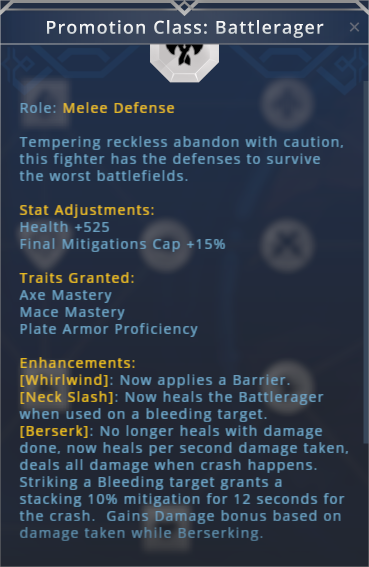 Promotion Class: Battlerager
Role: Melee Defense
Tempering reckless abandon with caution,
this fighter has the defenses to survive
the worst battlefields.
Stat Adjustments:
Health +525
Final Mitigations Cap +15%
Traits Granted:
Axe Mastery
Mace Mastery
Plate Armor Proficiency
Enhancements:
[Whirlwind]: Now applies a Barrier.
[Neck Slash]: Now heals the Battlerager
when used on a bleeding target.
[Berserk]: No longer heals with damage
done, now heals per second damage taken,
deals all damage when crash happens.
Striking a Bleeding target grants a
stacking 10% mitigation for 12 seconds for
the crash.  Gains Damage bonus based on
damage taken while Berserking.